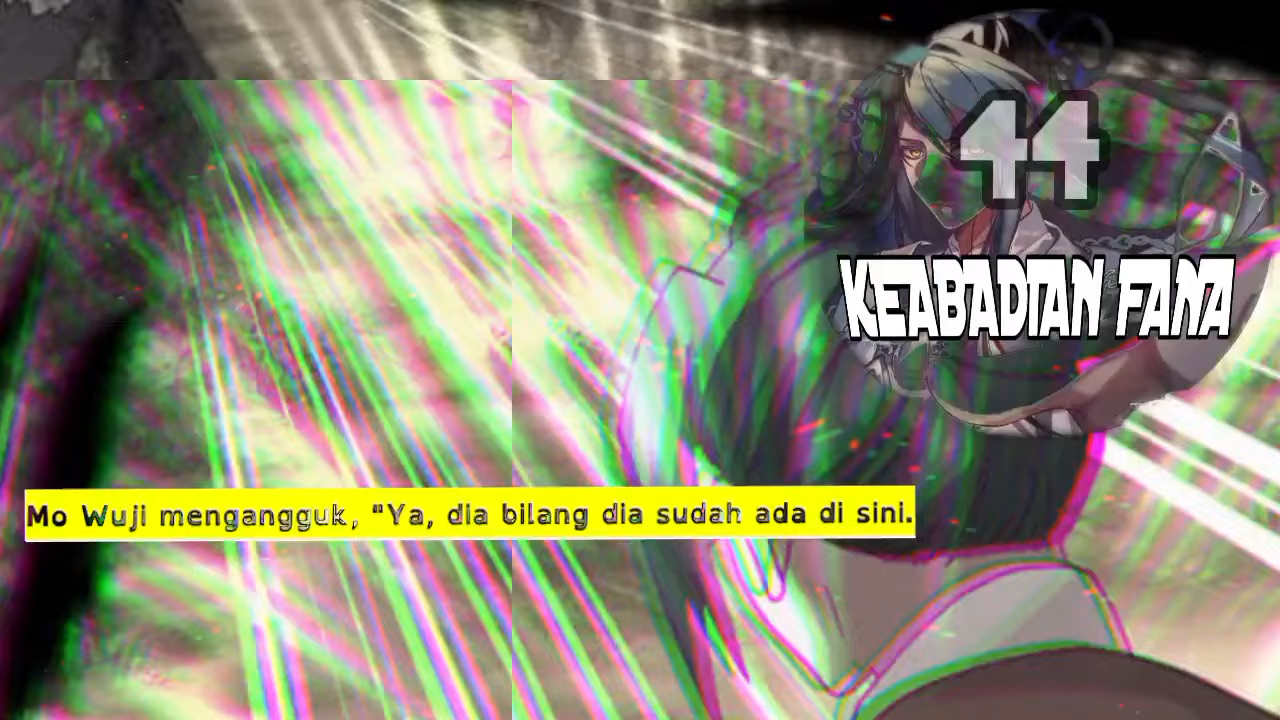 44
KEABADIAN FANA
Mo Wuji mengangguk, "Ya, dia bilang dia sudah ada di sini.